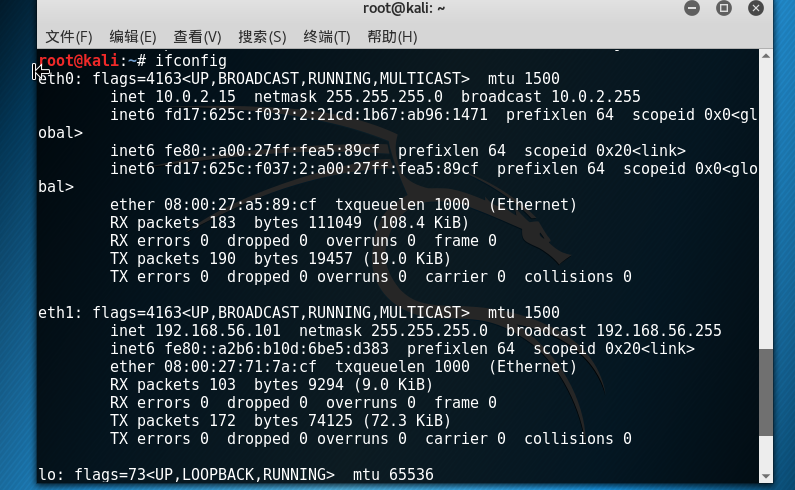 root@kali: ~
文件(F) 编辑(E) 查看(V) 搜索(S) 终端(T) 帮助(H)
root@kali:~# ifconfig
eth0: flags=4163<UP,BROADCAST,RUNNING,MULTICAST>  mtu 1500
        inet 10.0.2.15  netmask 255.255.255.0  broadcast 10.0.2.255
        inet6 fd17:625c:f037:2:21cd:1b67:ab96:1471  prefixlen 64  scopeid 0x0<gl
obal>
        inet6 fe80::a00:27ff:fea5:89cf  prefixlen 64  scopeid 0x20<link>
        inet6 fd17:625c:f037:2:a00:27ff:fea5:89cf  prefixlen 64  scopeid 0x0<glo
bal>
        ether 08:00:27:a5:89:cf  txqueuelen 1000  (Ethernet)
        RX packets 183  bytes 111049 (108.4 KiB)
        RX errors 0  dropped 0  overruns 0  frame 0
        TX packets 190  bytes 19457 (19.0 KiB)
        TX errors 0  dropped 0 overruns 0  carrier 0  collisions 0
eth1: flags=4163<UP,BROADCAST,RUNNING,MULTICAST>  mtu 1500
        inet 192.168.56.101  netmask 255.255.255.0  broadcast 192.168.56.255
        inet6 fe80::a2b6:b10d:6be5:d383  prefixlen 64  scopeid 0x20<link>
        ether 08:00:27:71:7a:cf  txqueuelen 1000  (Ethernet)
        RX packets 103  bytes 9294 (9.0 KiB)
        RX errors 0  dropped 0  overruns 0  frame 0
        TX packets 172  bytes 74125 (72.3 KiB)
        TX errors 0  dropped 0 overruns 0  carrier 0  collisions 0
lo: flags=73<UP,LOOPBACK,RUNNING>  mtu 65536